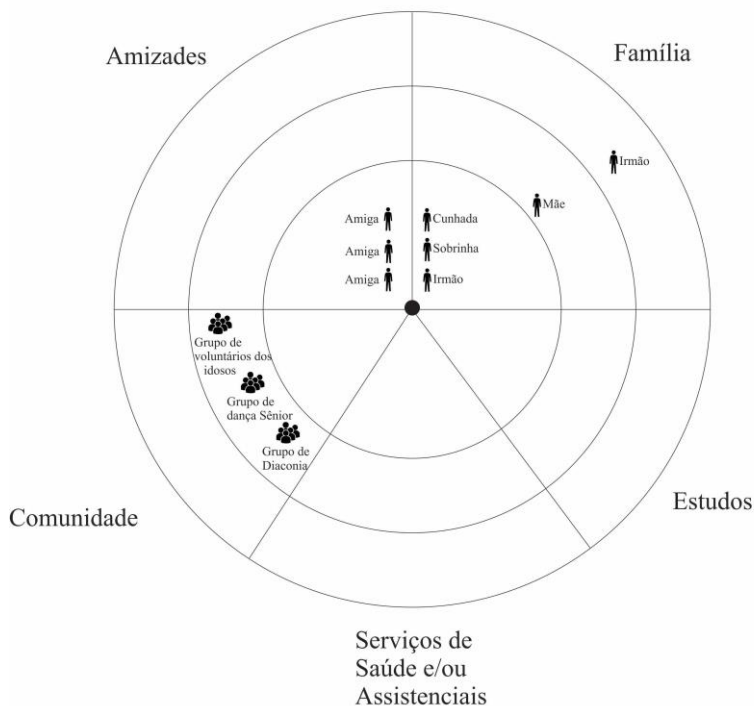 Amizades
Família
Irmão
Mãe
Amiga
Cunhada
Amiga
Sobrinha
Amiga
Irmão
Grupo de
voluntários dos
idosos
Grupo de
dança Sênior
Grupo de
Diaconia
Comunidade
Estudos
Serviços de
Saúde e/ou
Assistenciais